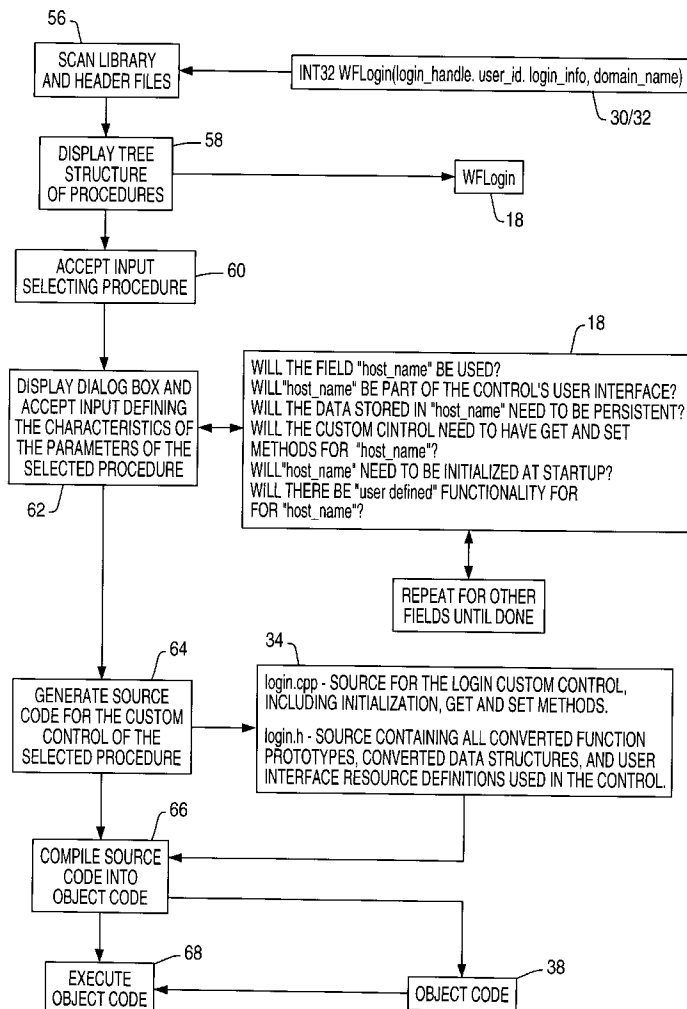 56
SCAN LIBRARY
AND HEADER FILES
INT32 WFLogin(login_handle. user_id. login_info, domain_name)
30/32
58
DISPLAY TREE
STRUCTURE
OF PROCEDURES
WFLogin
18
ACCEPT INPUT
SELECTING PROCEDURE
60
18
DISPLAY DIALOG BOX AND
ACCEPT INPUT DEFINING
THE CHARACTERISTICS OF
THE PARAMETERS OF THE
SELECTED PROCEDURE
62
WILL THE FIELD "host_name" BE USED?
WILL"host_name" BE PART OF THE CONTROL'S USER INTERFACE?
WILL THE DATA STORED IN "host_name" NEED TO BE PERSISTENT?
WILL THE CUSTOM CINTROL NEED TO HAVE GET AND SET
METHODS FOR "host_name"?
WILL"host_name" NEED TO BE INITIALIZED AT STARTUP?
WILL THERE BE "user defined" FUNCTIONALITY FOR
FOR "host_name"?
REPEAT FOR OTHER
FIELDS UNTIL DONE
64
GENERATE SOURCE
CODE FOR THE CUSTOM
CONTROL OF THE
SELECTED PROCEDURE
34
login.cpp - SOURCE FOR THE LOGIN CUSTOM CONTROL,
INCLUDING INITIALIZATION, GET AND SET METHODS.
login.h - SOURCE CONTAINING ALL CONVERTED FUNCTION
PROTOTYPES, CONVERTED DATA STRUCTURES, AND USER
INTERFACE RESOURCE DEFINITIONS USED IN THE CONTROL.
66
COMPILE SOURCE
CODE INTO
OBJECT CODE
68
EXECUTE
OBJECT CODE
38
OBJECT CODE